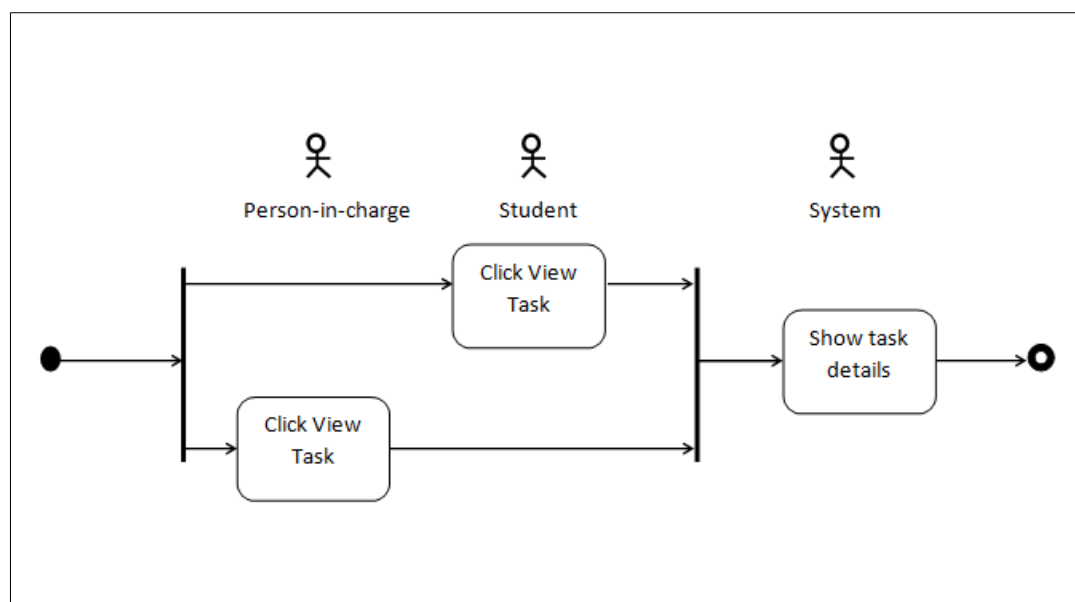 Person-in-charge
Student
System
Click View
Task
Show task
details
Click View
Task